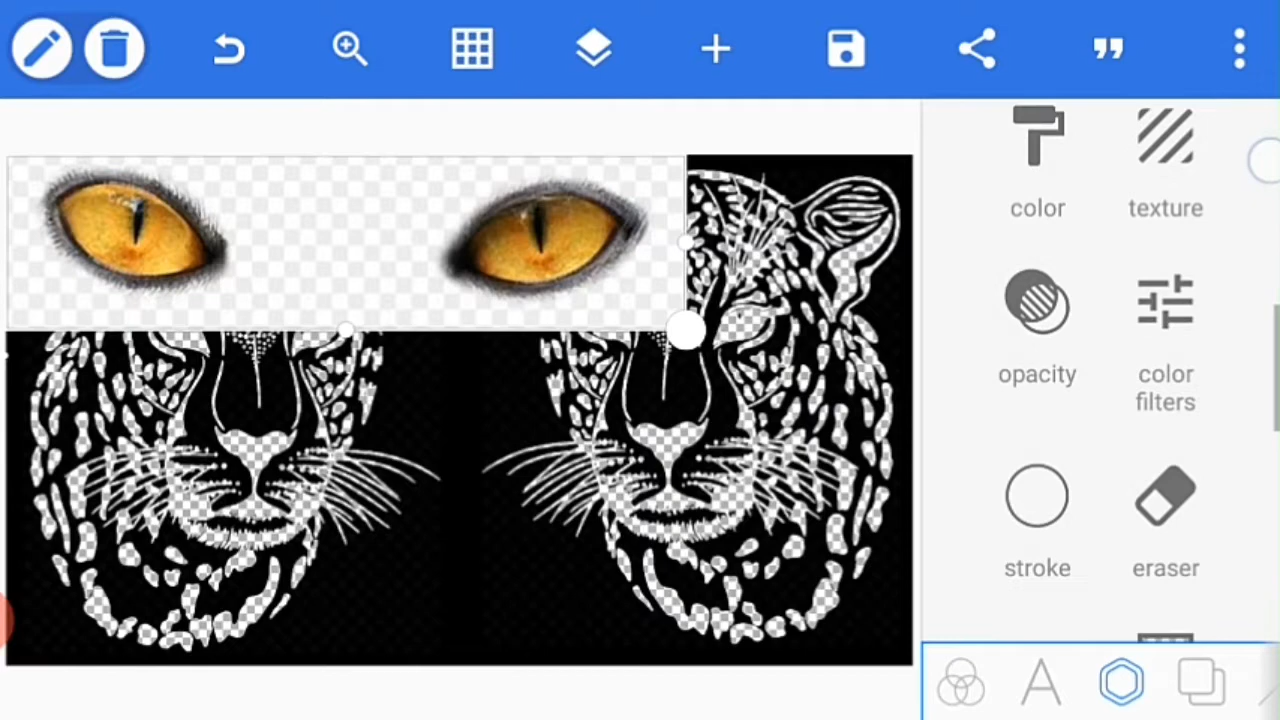 color
texture
opacity
color
filters
stroke
eraser